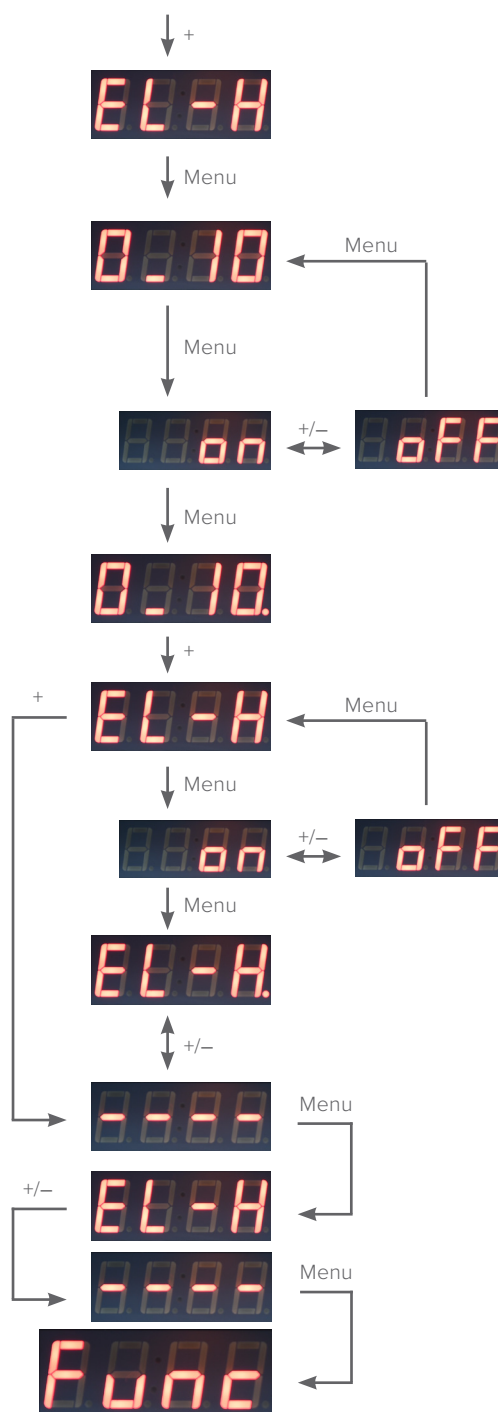 +
EL-H
Menu
0_10
Menu
Menu
on
+/–
oFF
Menu
0_10.
+
+
EL-H
Menu
Menu
on
+/–
oFF
Menu
EL-H.
+/–
----
Menu
+/–
EL-H
----
Menu
Func